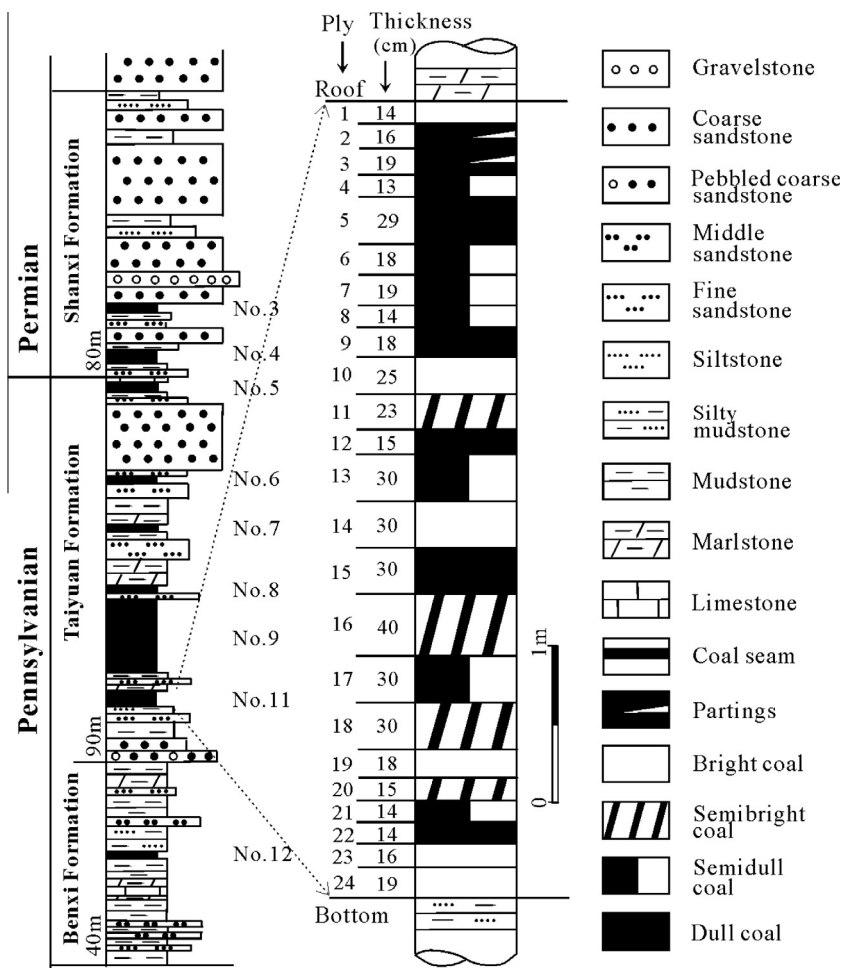 Ply
Thickness
(cm)
Roof
1 14
2 16
3 19
4 13
5 29
6 18
7 19
8 14
9 18
10 25
11 23
12 15
13 30
14 30
15 30
16 40
17 30
18 30
19 18
20 15
21 14
22 14
23 16
24 19
Bottom
1m
0
Permian
Pennsylvanian
Shanxi Formation
80m
Taiyuan Formation
90m
Benxi Formation
40m
No.3
No.4
No.5
No.6
No.7
No.8
No.9
No.11
No.12
Gravelstone
Coarse
sandstone
Pebbled coarse
sandstone
Middle
sandstone
Fine
sandstone
Siltstone
Silty
mudstone
Mudstone
Marlstone
Limestone
Coal seam
Partings
Bright coal
Semibright
coal
Semidull
coal
Dull coal